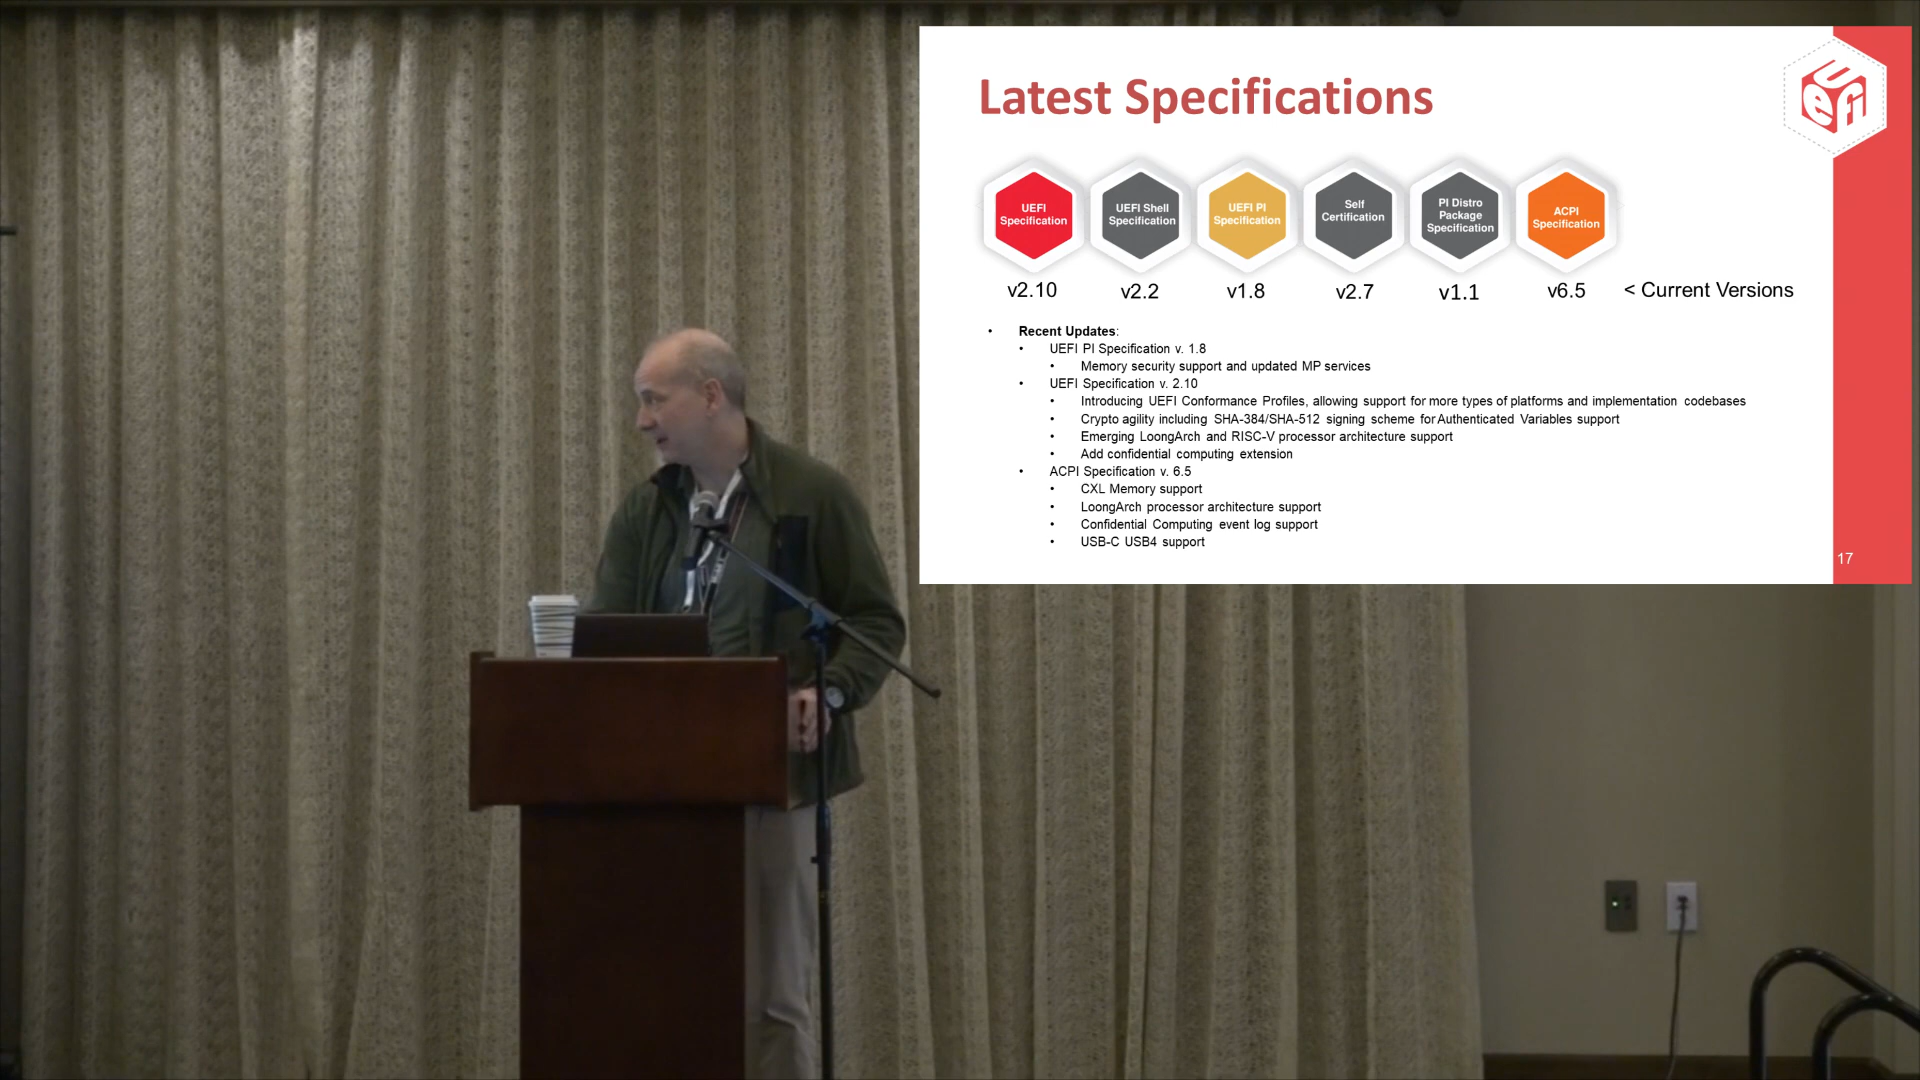 Latest Specifications
uefi
UEFI
Specification
UEFI Shell
Specification
UEFI PI
Specification
Self
Certification
PI Distro
Package
Specification
ACPI
Specification
v2.10
v2.2
v1.8
v2.7
v1.1
v6.5
< Current Versions
• Recent Updates:
• UEFI PI Specification v. 1.8
• Memory security support and updated MP services
• UEFI Specification v. 2.10
• Introducing UEFI Conformance Profiles, allowing support for more types of platforms and implementation codebases
• Crypto agility including SHA-384/SHA-512 signing scheme for Authenticated Variables support
• Emerging LoongArch and RISC-V processor architecture support
• Add confidential computing extension
• ACPI Specification v. 6.5
• CXL Memory support
• LoongArch processor architecture support
• Confidential Computing event log support
• USB-C USB4 support
17